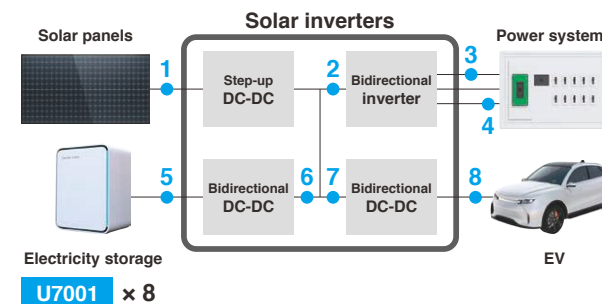 Solar inverters
Solar panels
Power system
1
Step-up
DC-DC
2
Bidirectional
inverter
3
4
5
Bidirectional
DC-DC
6
7
Bidirectional
DC-DC
8
Electricity storage
EV
U7001 × 8